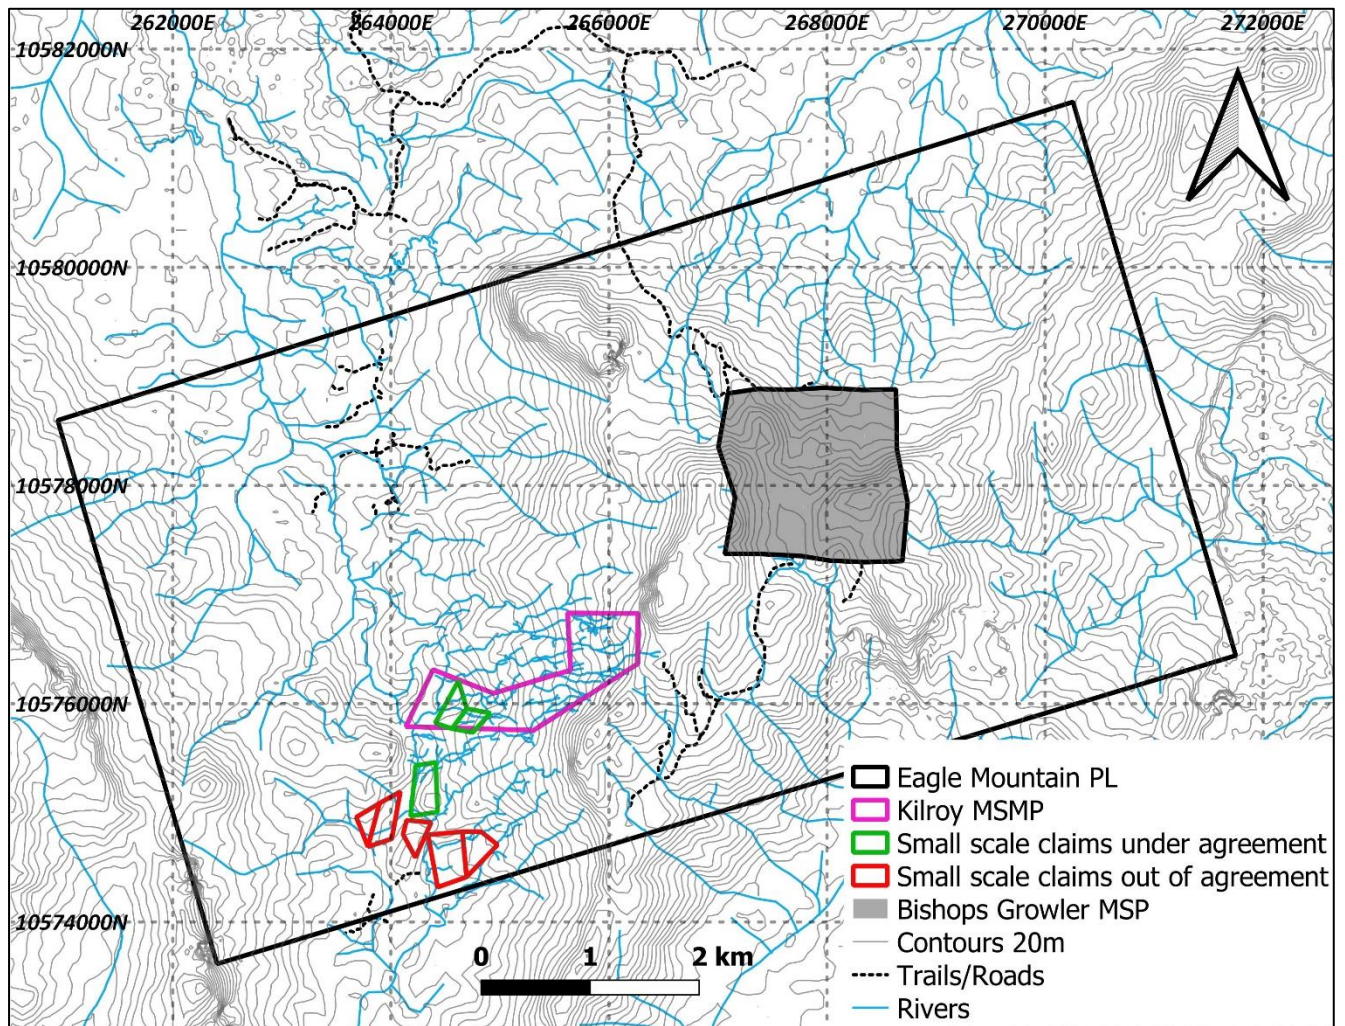 262000E 264000E 266000E 268000E 270000E 272000E
10582000N
10580000N
10578000N
10576000N
10574000N
Eagle Mountain PL
Kilroy MSMP
Small scale claims under agreement
Small scale claims out of agreement
Bishops Growler MSP
Contours 20m
Trails/Roads
Rivers
0 1 2 km